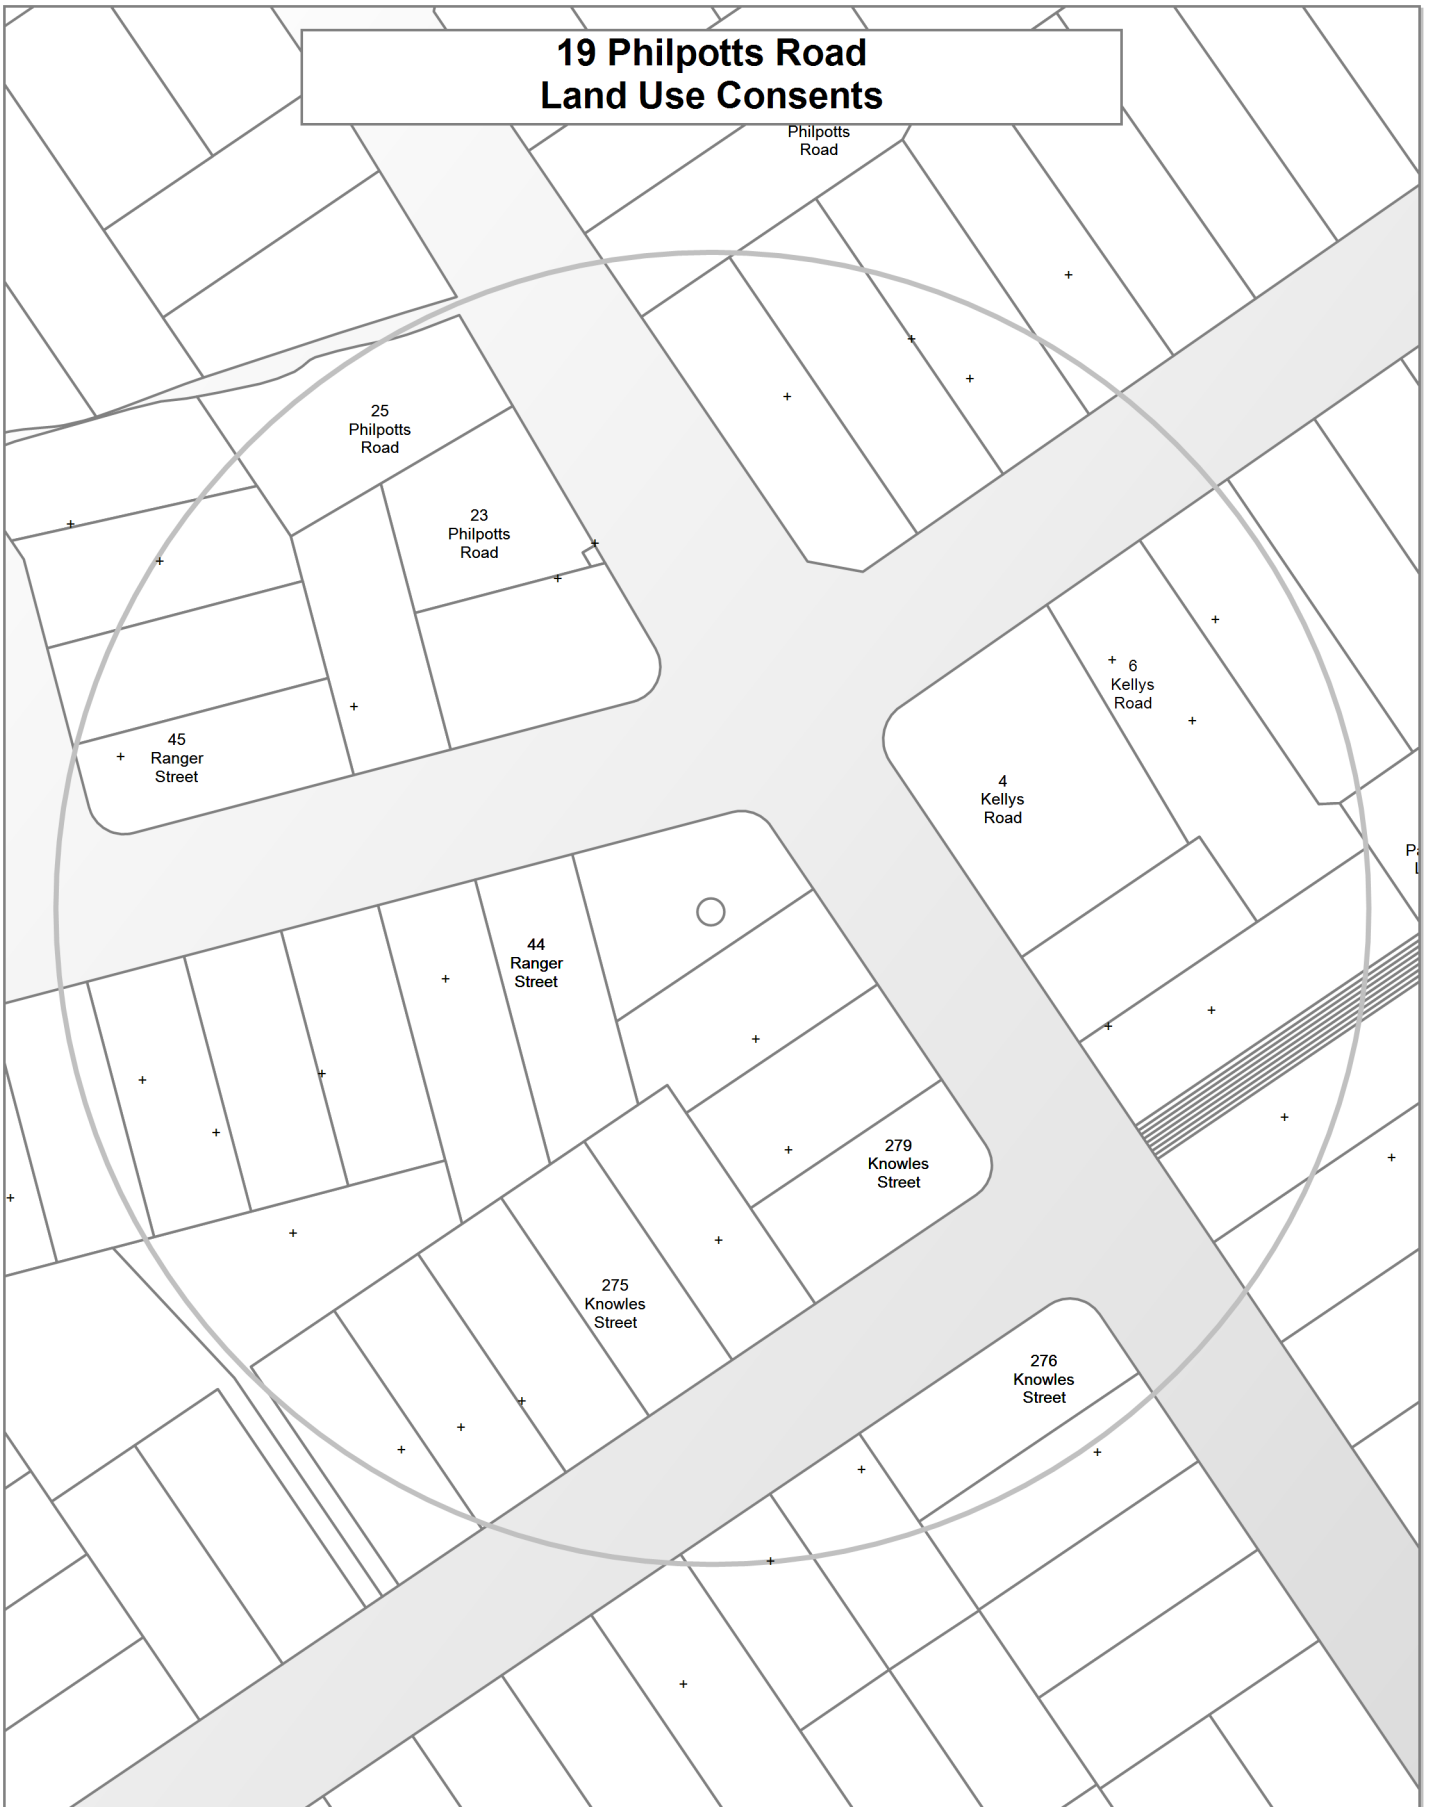 19 Philpotts Road
Land Use Consents
Philpotts
Road
25
Philpotts
Road
23
Philpotts
Road
6
Kellys
Road
45
Ranger
Street
4
Kellys
Road
44
Ranger
Street
279
Knowles
Street
275
Knowles
Street
276
Knowles
Street